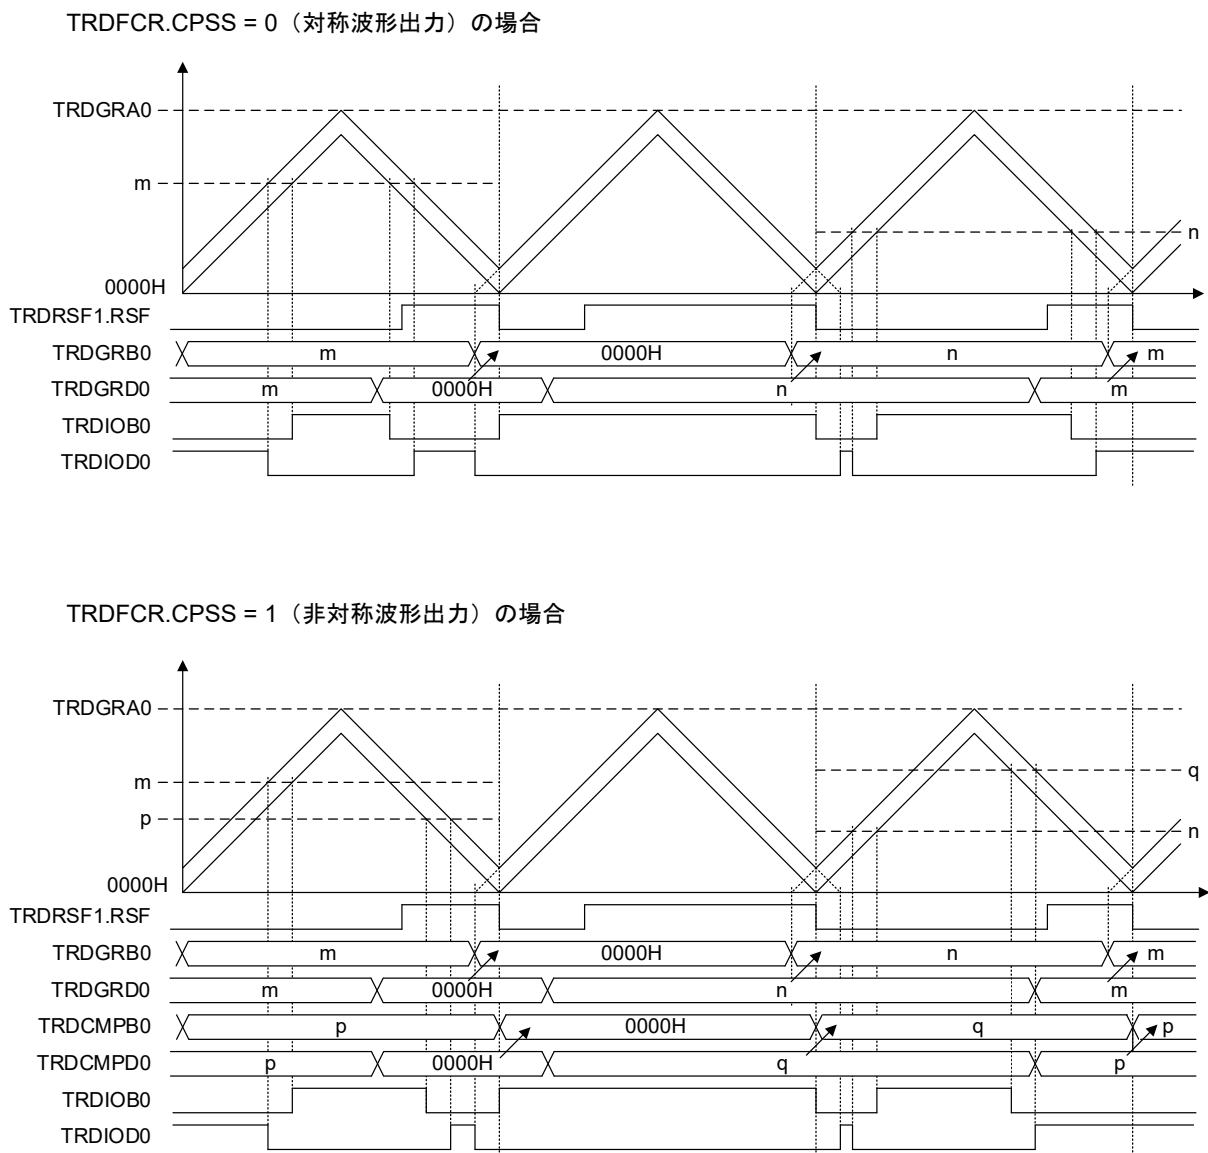 TRDFCR.CPSS = 0（対称波形出力）の場合
TRDGRA0
m
n
0000H
TRDRSF1.RSF
TRDGRB0 m 0000H n m
TRDGRD0 m 0000H n m
TRDIOB0
TRDIOD0
TRDFCR.CPSS = 1（非対称波形出力）の場合
TRDGRA0
q
m
p
n
0000H
TRDRSF1.RSF
TRDGRB0 m 0000H n m
TRDGRD0 m 0000H n m
TRDCMPB0 p 0000H q p
TRDCMPD0 p 0000H q p
TRDIOB0
TRDIOD0